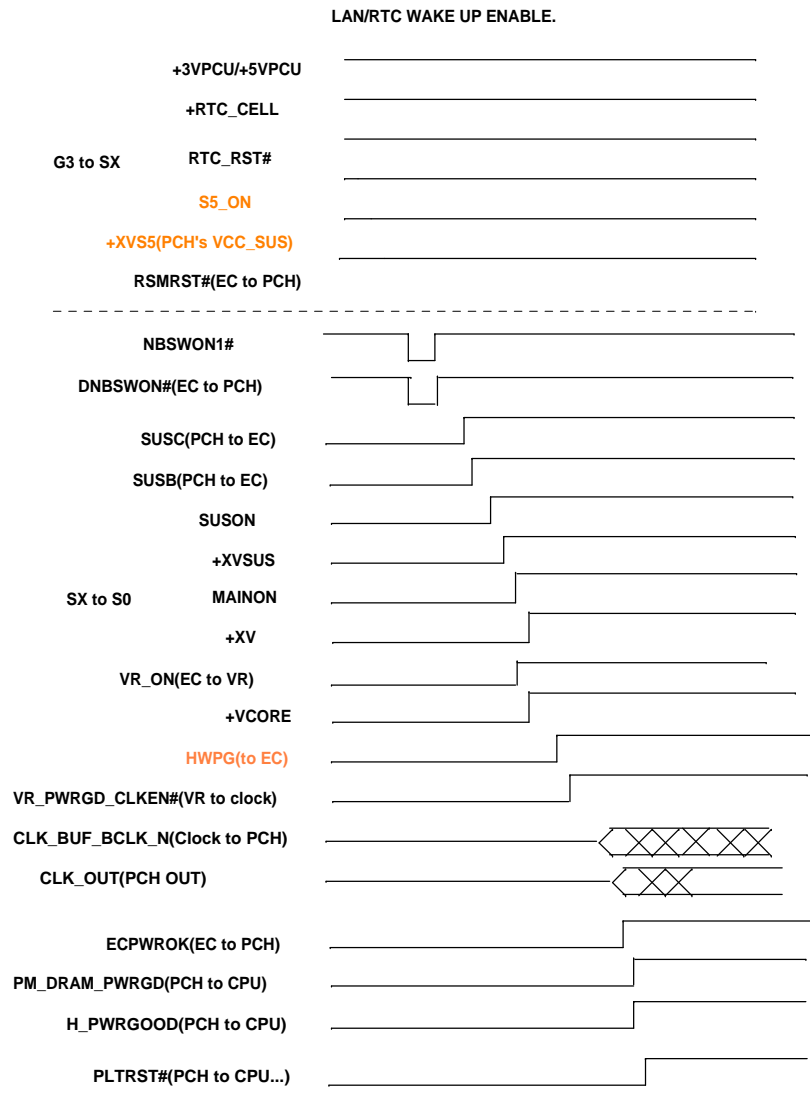 LAN/RTC WAKE UP ENABLE.
+3VPCU/+5VPCU
+RTC_CELL
G3 to SX
RTC_RST#
S5_ON
+XVS5(PCH's VCC_SUS)
RSMRST#(EC to PCH)
NBSWON1#
DNBSWON#(EC to PCH)
SUSC(PCH to EC)
SUSB(PCH to EC)
SUSON
+XVSUS
SX to S0
MAINON
+XV
VR_ON(EC to VR)
+VCORE
HWPG(to EC)
VR_PWRGD_CLKEN#(VR to clock)
CLK_BUF_BCLK_N(Clock to PCH)
CLK_OUT(PCH OUT)
ECPWROK(EC to PCH)
PM_DRAM_PWRGD(PCH to CPU)
H_PWRGOOD(PCH to CPU)
PLTRST#(PCH to CPU...)